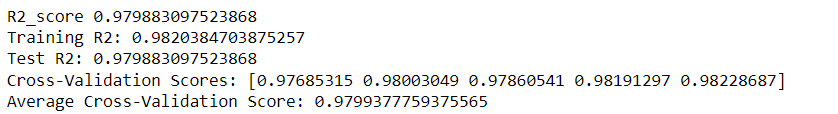 R2_score 0.979883097523868
Training R2: 0.9820384703875257
Test R2: 0.979883097523868
Cross-Validation Scores: [0.97685315 0.98003049 0.97860541 0.98191297 0.98228687]
Average Cross-Validation Score: 0.9799377759375565